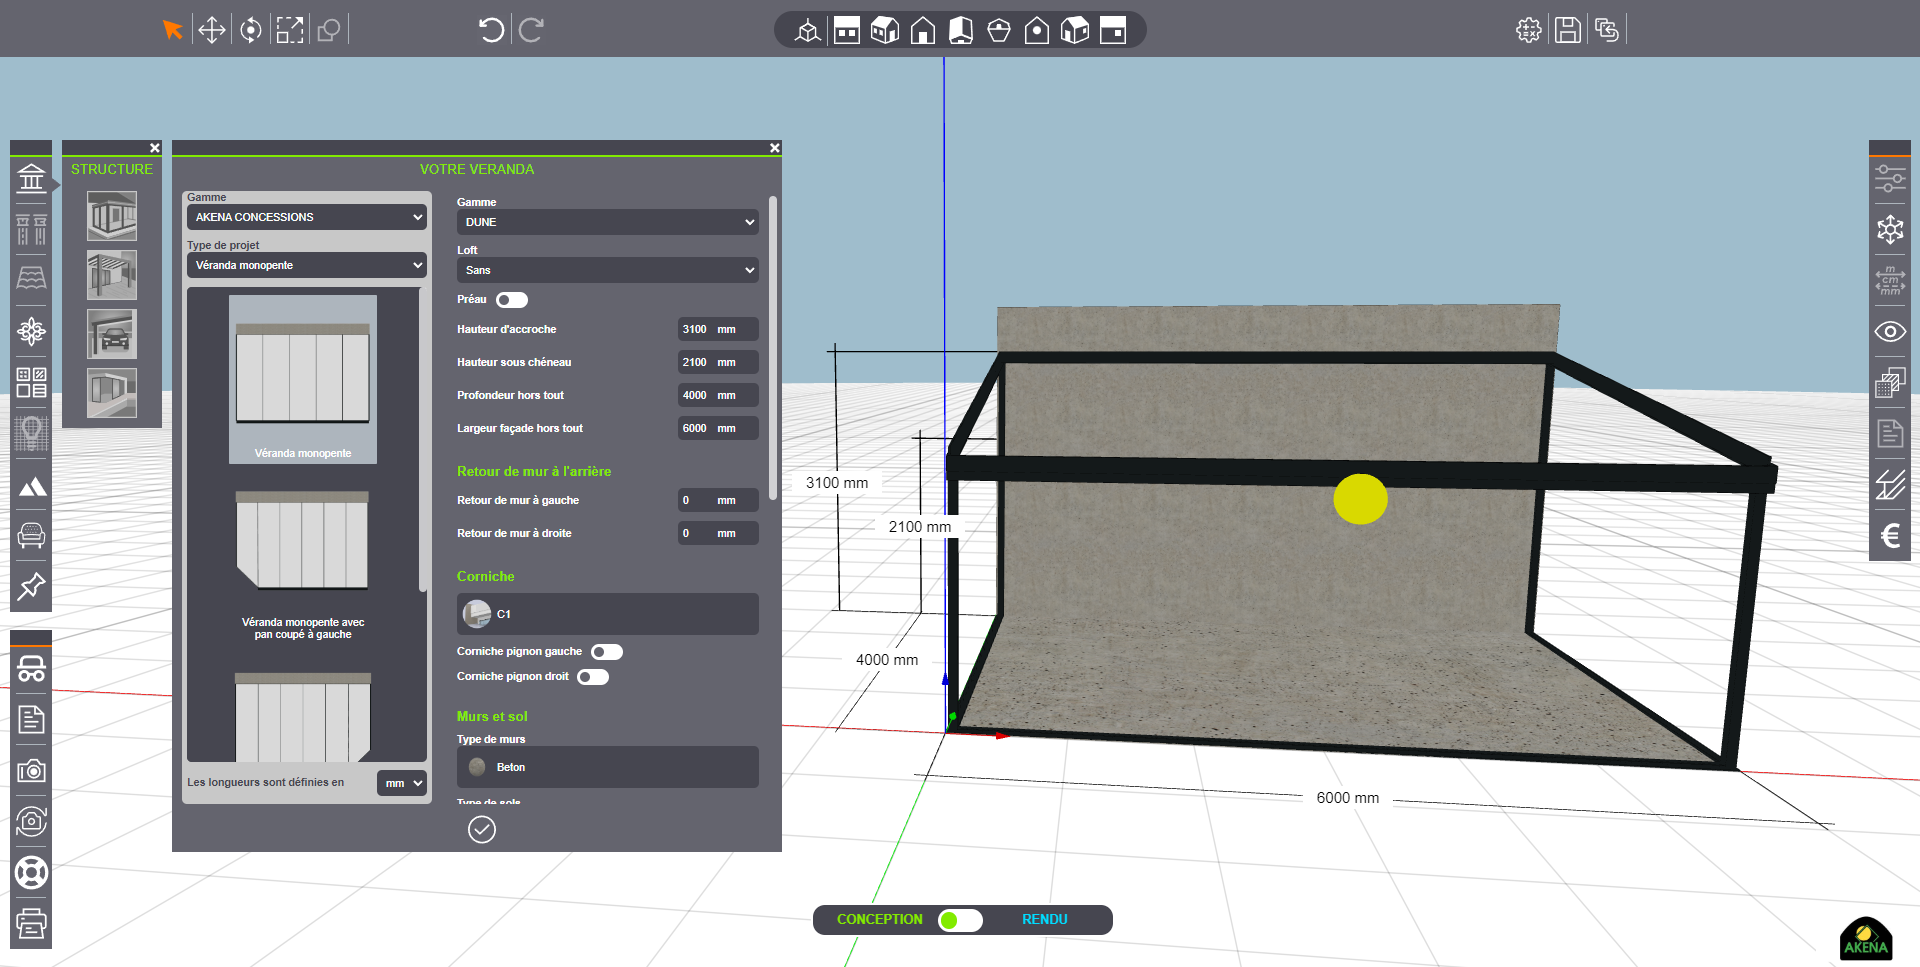 STRUCTURE
VOTRE VERANDA
Gamme
AKENA CONCESSIONS
Type de projet
Véranda monopente
Véranda monopente
Véranda monopente avec
pan coupé à gauche
Les longueurs sont définies en
mm
Gamme
DUNE
Loft
Sans
Préau
Hauteur d'accroche
3100 mm
Hauteur sous chéneau
2100 mm
Profondeur hors tout
4000 mm
Largeur façade hors tout
6000 mm
Retour de mur à l'arrière
Retour de mur à gauche
0 mm
Retour de mur à droite
0 mm
Corniche
C1
Corniche pignon gauche
Corniche pignon droit
Murs et sol
Type de murs
Beton
Type de sols
3100 mm
2100 mm
4000 mm
6000 mm
m
cm
mm
€
CONCEPTION
RENDU
AKENA